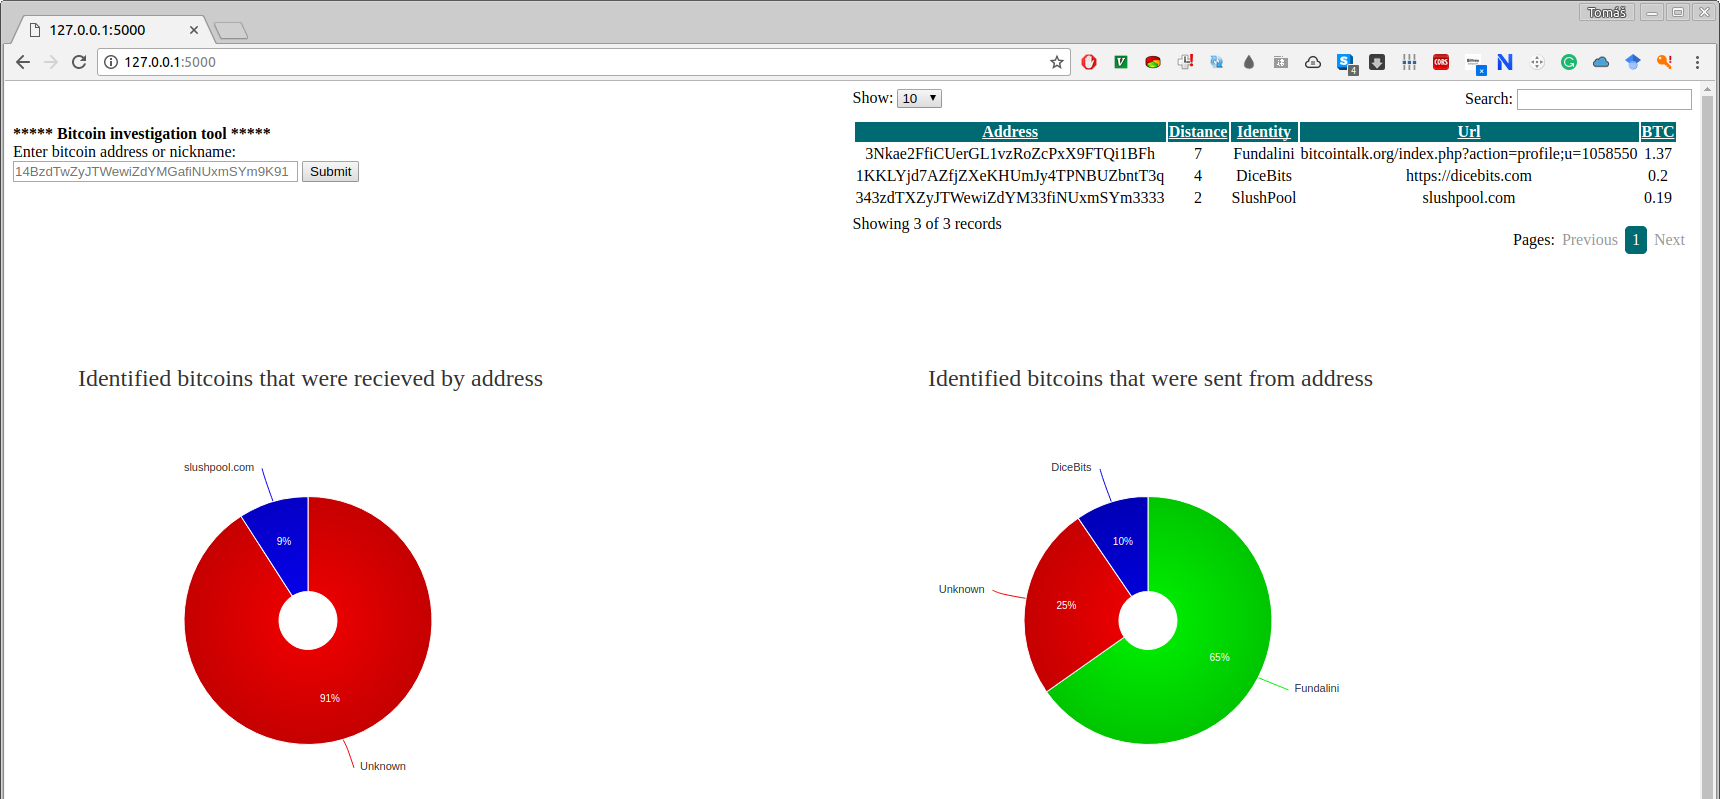 Tomáš
127.0.0.1:5000
127.0.0.1:5000
4
CORS
Show: 10
Search:
***** Bitcoin investigation tool *****
Enter bitcoin address or nickname:
14BzdTwZyJTWewiZdYMGafiNUxmSYm9K91 Submit
Address Distance Identity Url BTC
3Nkae2FfiCUerGL1vzRoZcPxX9FTQi1BFh 7 Fundalini bitcointalk.org/index.php?action=profile;u=1058550 1.37
1KKLYjd7AZfjZXeKHUmJy4TPNBUZbntT3q 4 DiceBits https://dicebits.com 0.2
343zdTXZyJTWewiZdYM33fiNUxmSYm3333 2 SlushPool slushpool.com 0.19
Showing 3 of 3 records
Pages: Previous 1 Next
Identified bitcoins that were recieved by address
slushpool.com
9%
91%
Unknown
Identified bitcoins that were sent from address
DiceBits
10%
Unknown
25%
65%
Fundalini